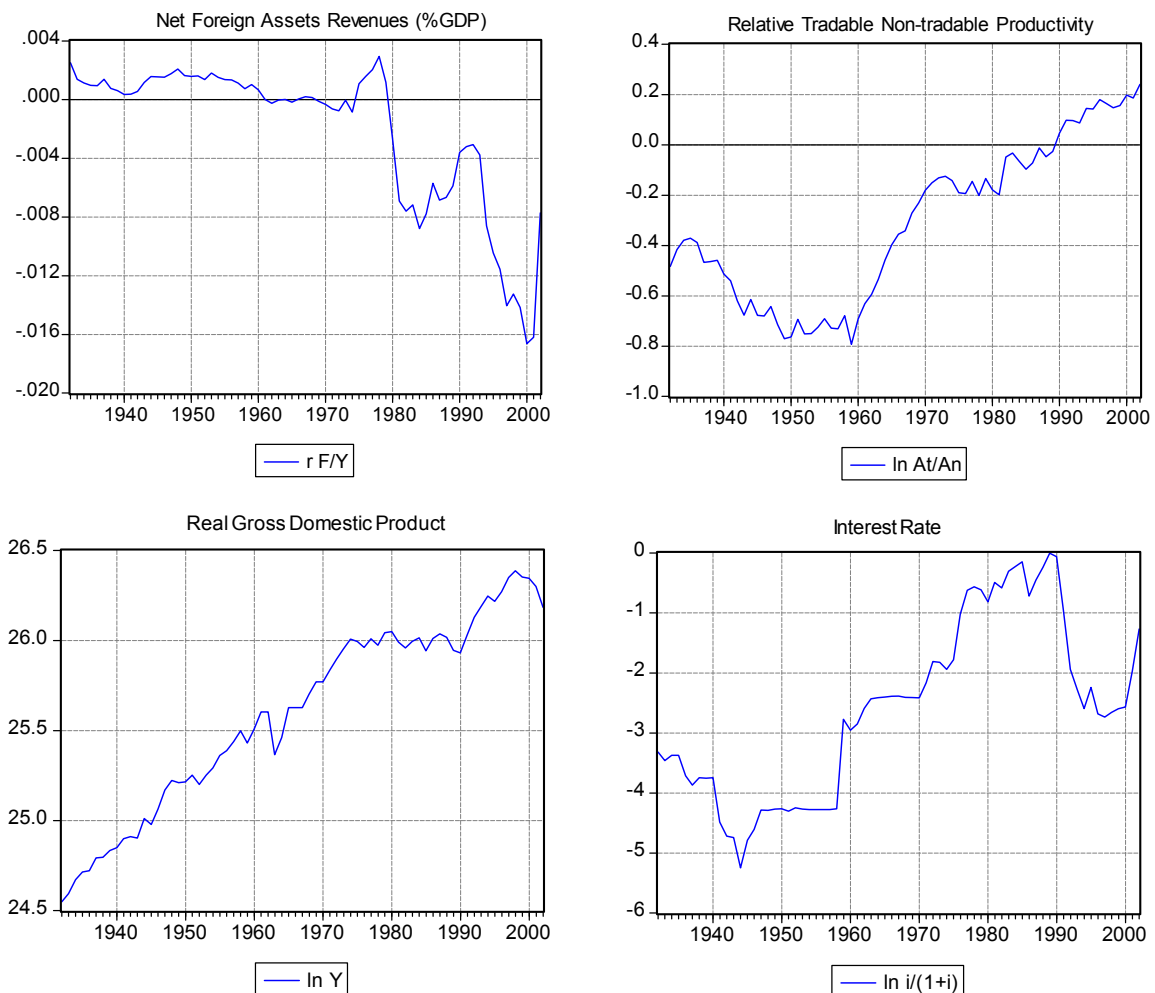 Net Foreign Assets Revenues (%GDP)
.004
.000
-.004
-.008
-.012
-.016
-.020
1940 1950 1960 1970 1980 1990 2000
r F/Y
Relative Tradable Non-tradable Productivity
0.4
0.2
0.0
-0.2
-0.4
-0.6
-0.8
-1.0
1940 1950 1960 1970 1980 1990 2000
ln At/An
Real Gross Domestic Product
26.5
26.0
25.5
25.0
24.5
1940 1950 1960 1970 1980 1990 2000
ln Y
Interest Rate
0
-1
-2
-3
-4
-5
-6
1940 1950 1960 1970 1980 1990 2000
ln i/(1+i)